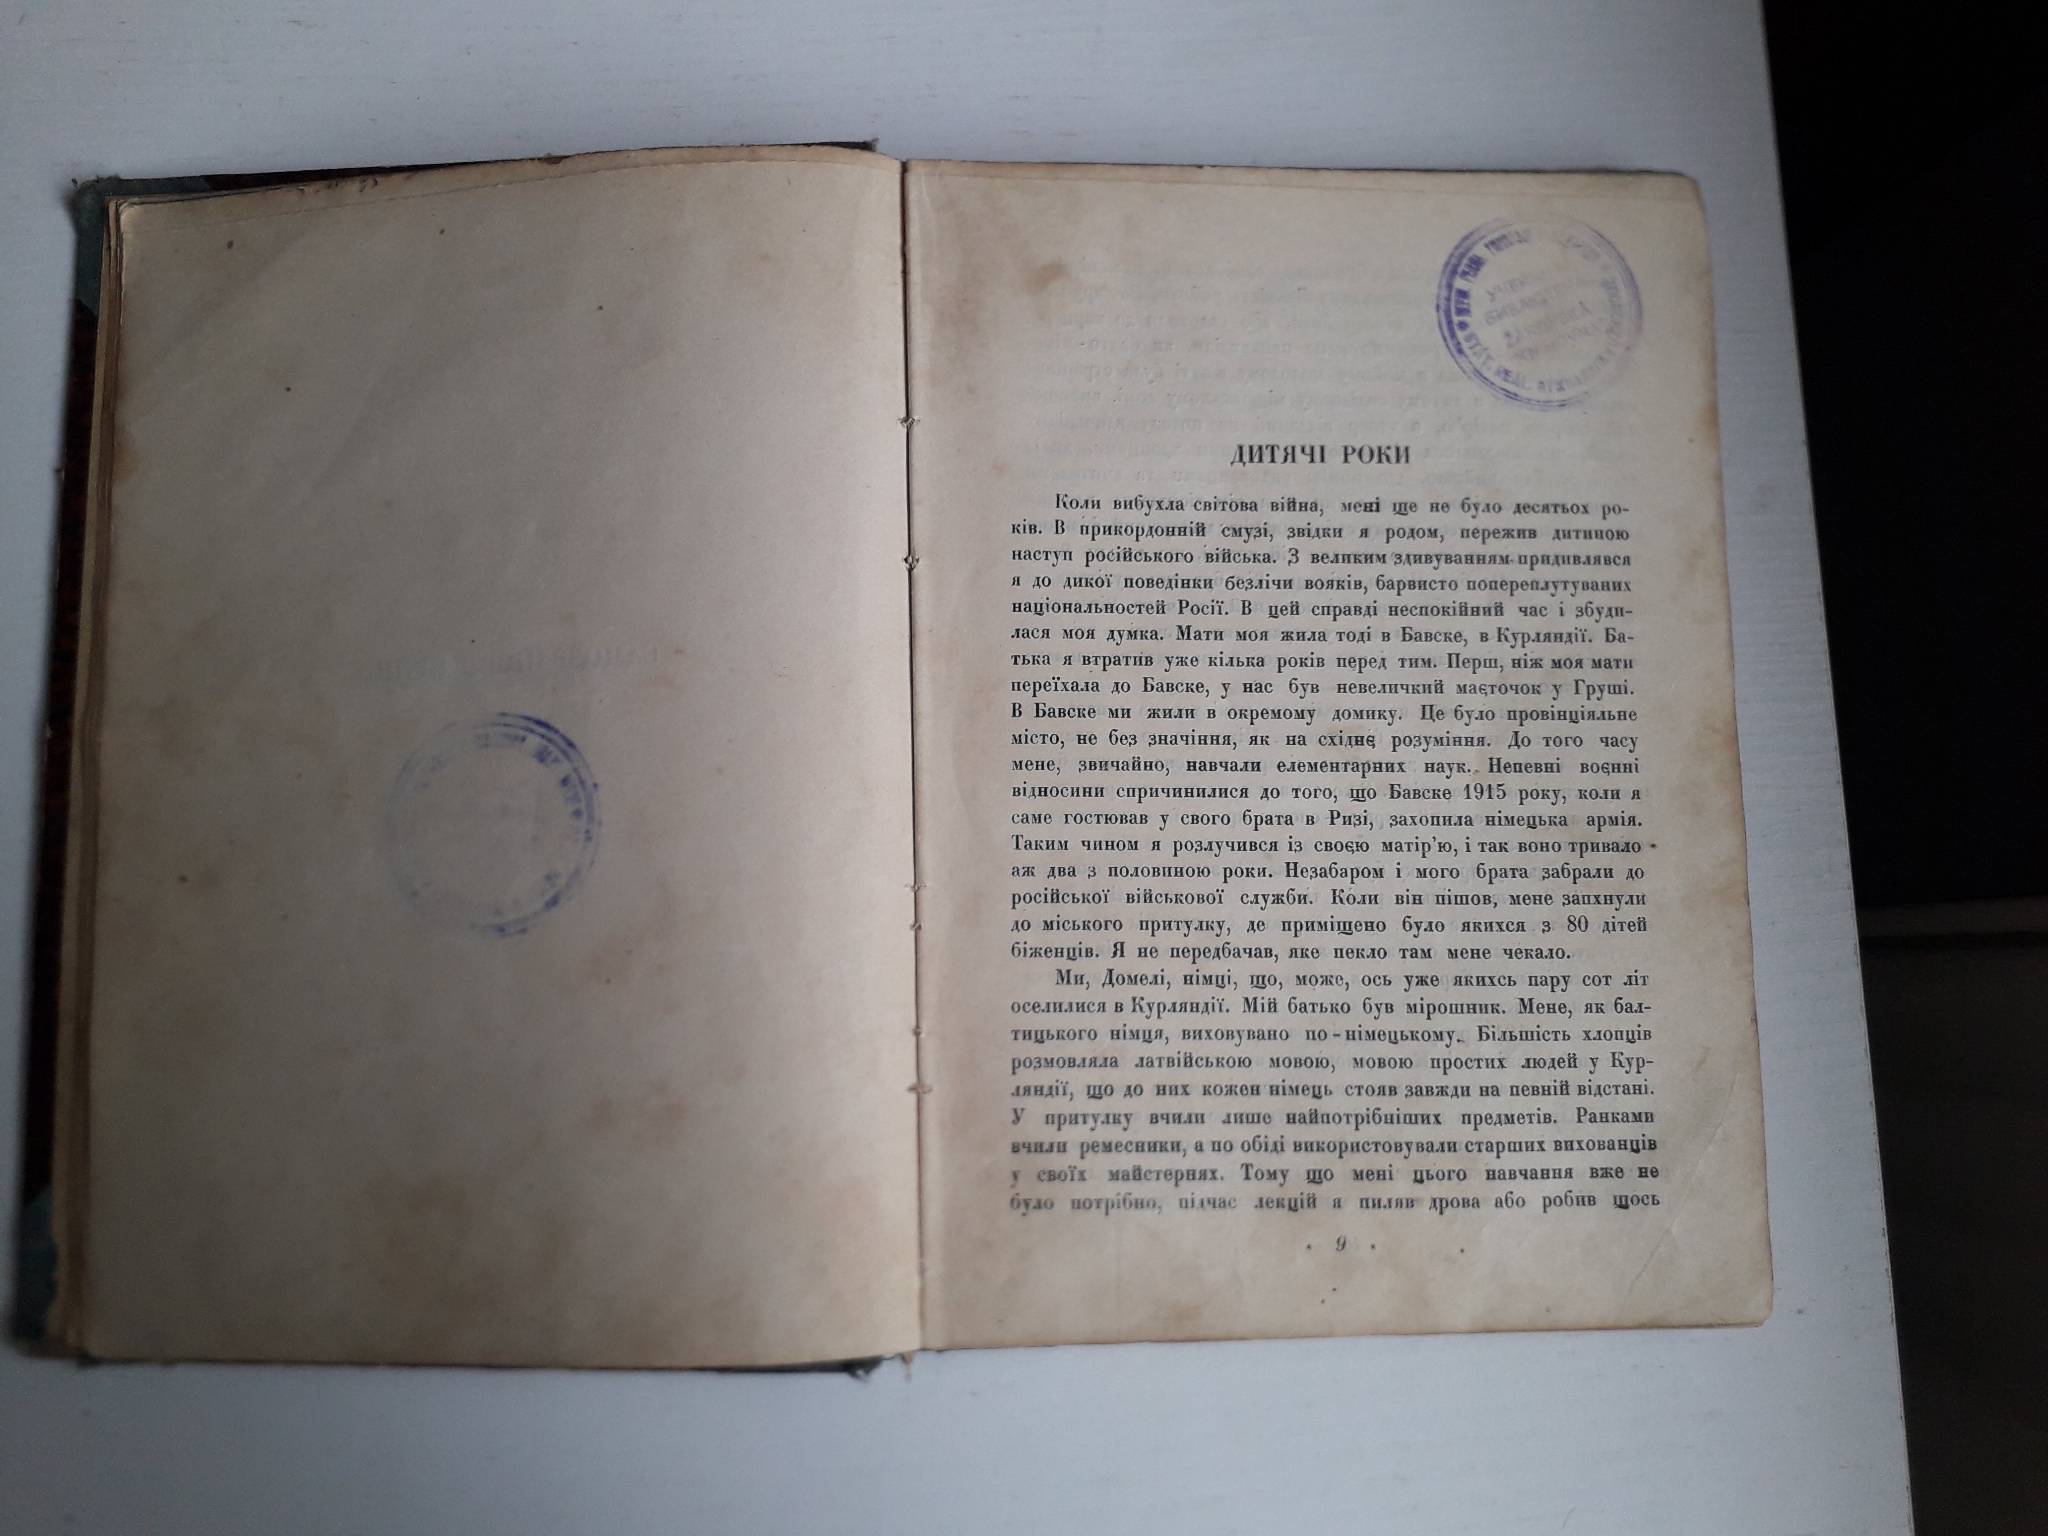 ДИТЯЧІ РОКИ
Коли вибухла світова війна, мені ще не було десятьох ро-
ків. В прикордонній смузі, звідки я родом, пережив дитиною
наступ російського війська. З великим здивуванням придивлявся
я до дикої поведінки безлічи вояків, барвисто попереплутуваних
національностей Росії. В цей справді неспокійний час і збуди-
лася моя думка. Мати моя жила тоді в Бавске, в Курляндії. Ба-
тька я втратив уже кілька років перед тим. Перш, ніж моя мати
переїхала до Бавске, у нас був невеличкий маєточок у Груші.
В Бавске ми жили в окремому домику. Це було провінціяльне
місто, не без значіння, як на східнє розуміння. До того часу
мене, звичайно, навчали елементарних наук. Непевні воєнні
відносини спричинилися до того, що Бавске 1915 року, коли я
саме гостював у свого брата в Ризі, захопила німецька армія.
Таким чином я розлучився із своєю матір’ю, і так воно тривало
аж два з половиною роки. Незабаром і мого брата забрали до
російської військової служби. Коли він пішов, мене запхнули
до міського притулку, де приміщено було якихся з 80 дітей
біженців. Я не передбачав, яке пекло там мене чекало.
Ми, Домелі, німці, що, може, ось уже якихсь пару сот літ
оселилися в Курляндії. Мій батько був мірошник. Мене, як бал-
тицького німця, виховувано по-німецькому. Більшість хлопців
розмовляла латвійською мовою, мовою простих людей у Кур-
ляндії, що до них кожен німець стояв завжди на певній відстані.
У притулку вчили лише найпотрібніших предметів. Ранками
вчили ремесники, а по обіді використовували старших вихованців
у своїх майстернях. Тому що мені цього навчання вже не
було потрібно, підчас лекцій я пиляв дрова або робив щось
· 9 ·